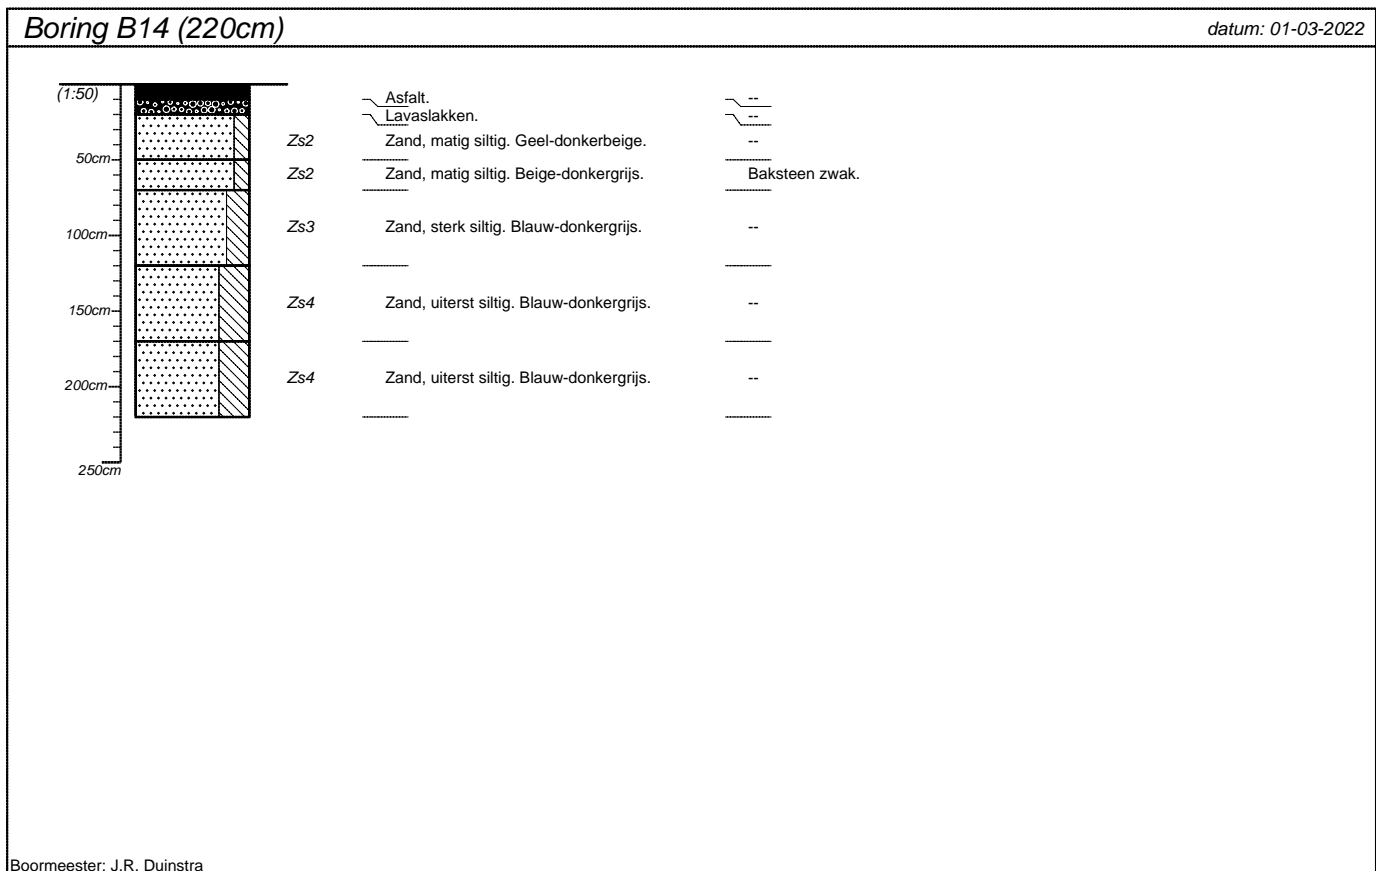 Boring B14 (220cm)
datum: 01-03-2022
(1:50)
Asfalt. --
Lavaslakken. --
Zs2 Zand, matig siltig. Geel-donkerbeige. --
50cm
Zs2 Zand, matig siltig. Beige-donkergrijs. Baksteen zwak.
Zs3 Zand, sterk siltig. Blauw-donkergrijs. --
100cm
Zs4 Zand, uiterst siltig. Blauw-donkergrijs. --
150cm
Zs4 Zand, uiterst siltig. Blauw-donkergrijs. --
200cm
250cm
Boormeester: J.R. Duinstra